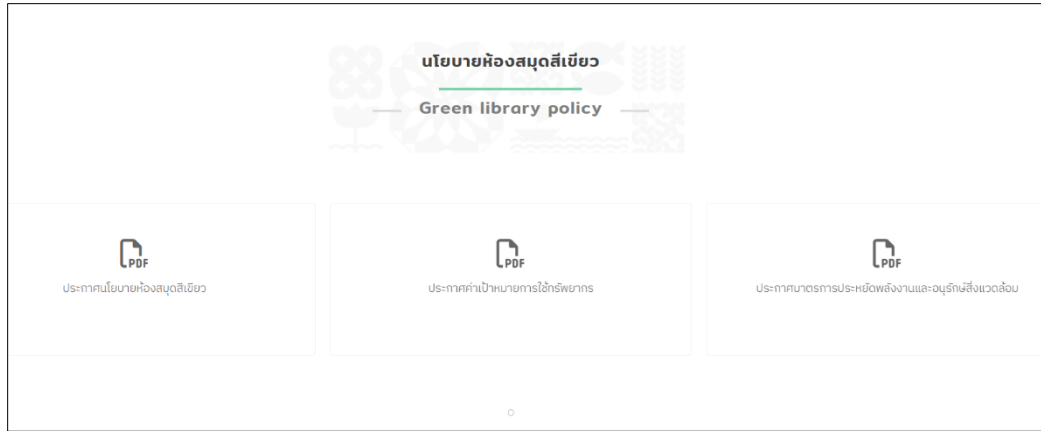 นโยบายห้องสมุดสีเขียว
Green library policy
PDF
ประกาศนโยบายห้องสมุดสีเขียว
PDF
ประกาศค่าเป้าหมายการใช้ทรัพยากร
PDF
ประกาศมาตรการประหยัดพลังงานและอนุรักษ์สิ่งแวดล้อม